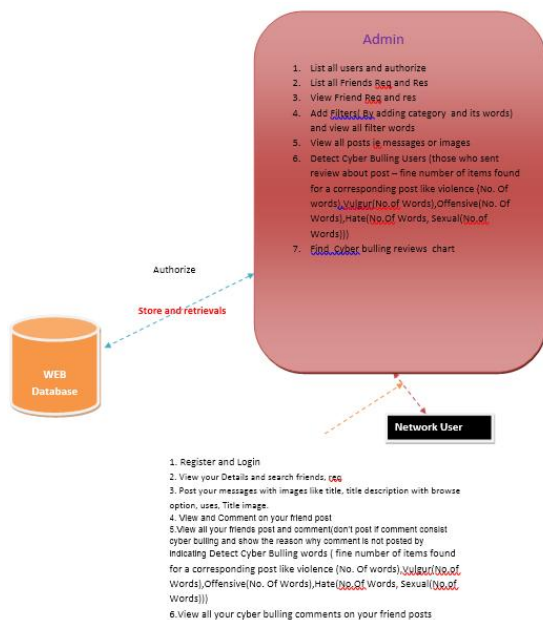 Admin
1. List all users and authorize
2. List all Friends Req and Res
3. View Friend Req and res
4. Add Filters( By adding category and its words)
and view all filter words
5. View all posts ie messages or images
6. Detect Cyber Bulling Users (those who sent
review about post – fine number of items found
for a corresponding post like violence (No. Of
words),Vulgur(No.of Words),Offensive(No. Of
Words),Hate(No.Of Words, Sexual(No.of
Words)))
7. Find Cyber bulling reviews chart
Authorize
Store and retrievals
WEB
Database
Network User
1. Register and Login
2. View your Details and search friends, req
3. Post your messages with images like title, title description with browse
option, uses, Title image.
4. View and Comment on your friend post
5.View all your friends post and comment(don't post if comment consist
cyber bulling and show the reason why comment is not posted by
indicating Detect Cyber Bulling words ( fine number of items found
for a corresponding post like violence (No. Of words),Vulgur(No.of
Words),Offensive(No. Of Words),Hate(No.Of Words, Sexual(No.of
Words)))
6.View all your cyber bulling comments on your friend posts